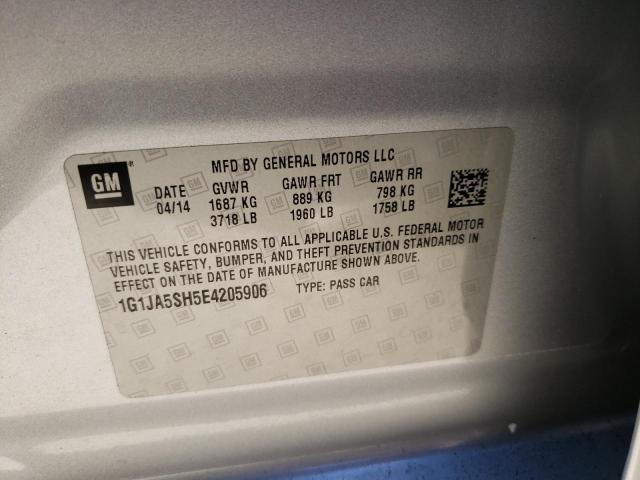 GM
MFD BY GENERAL MOTORS LLC
DATE GVWR GAWR FRT GAWR RR
04/14 1687 KG 889 KG 798 KG
3718 LB 1960 LB 1758 LB
THIS VEHICLE CONFORMS TO ALL APPLICABLE U.S. FEDERAL MOTOR
VEHICLE SAFETY, BUMPER, AND THEFT PREVENTION STANDARDS IN
EFFECT ON THE DATE OF MANUFACTURE SHOWN ABOVE.
1G1JA5SH5E4205906 TYPE: PASS CAR